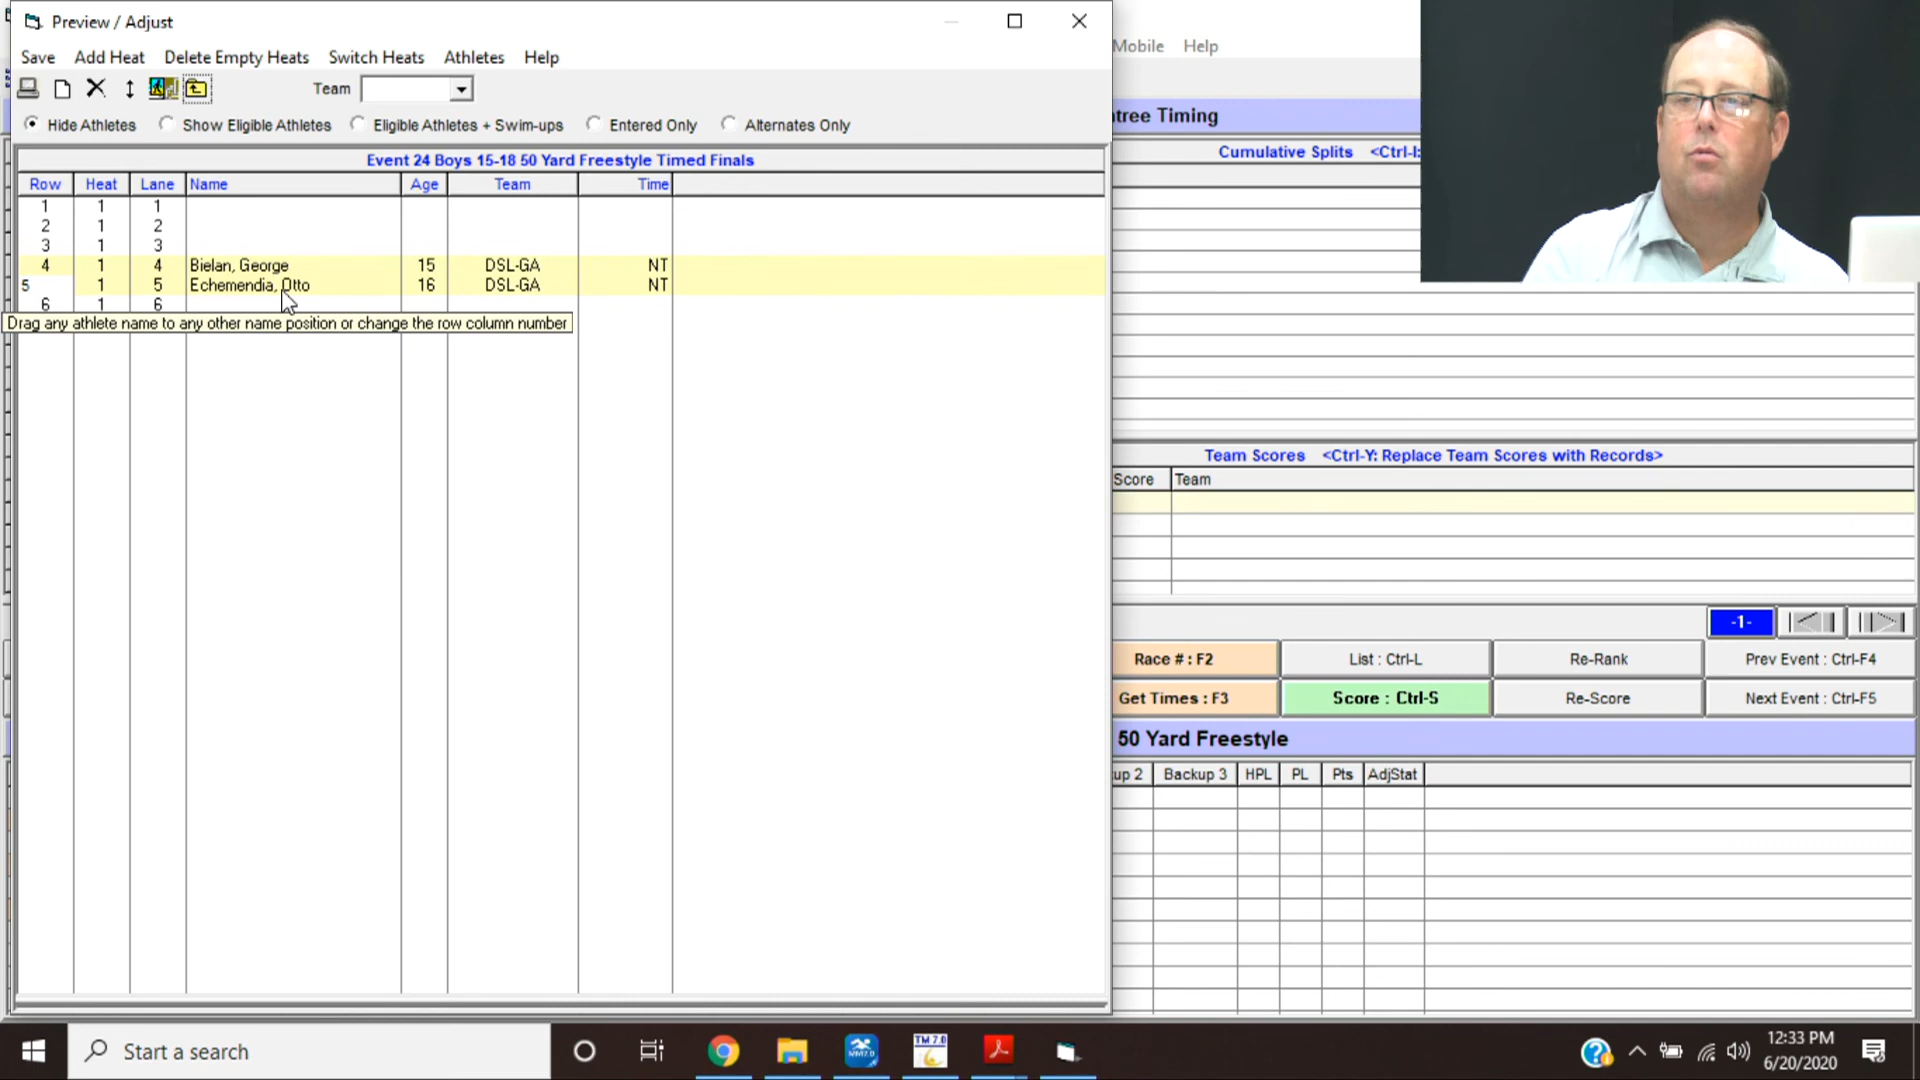 Preview / Adjust
Save Add Heat Delete Empty Heats Switch Heats Athletes Help
Team
Hide Athletes Show Eligible Athletes Eligible Athletes + Swim-ups Entered Only Alternates Only
Event 24 Boys 15-18 50 Yard Freestyle Timed Finals
Row Heat Lane Name Age Team Time
1 1 1
2 1 2
3 1 3
4 1 4 Bielan, George 15 DSL-GA NT
5 1 5 Echemendia, Otto 16 DSL-GA NT
6 1 6
Drag any athlete name to any other name position or change the row column number
Mobile Help
tree Timing
Cumulative Splits <Ctrl-I:
Team Scores <Ctrl-Y: Replace Team Scores with Records>
Score Team
-1-
Race # : F2 List : Ctrl-L Re-Rank Prev Event : Ctrl-F4
Get Times : F3 Score : Ctrl-S Re-Score Next Event : Ctrl-F5
50 Yard Freestyle
up 2 Backup 3 HPL PL Pts AdjStat
Start a search
MM7.0
TM 7.0
12:33 PM
6/20/2020